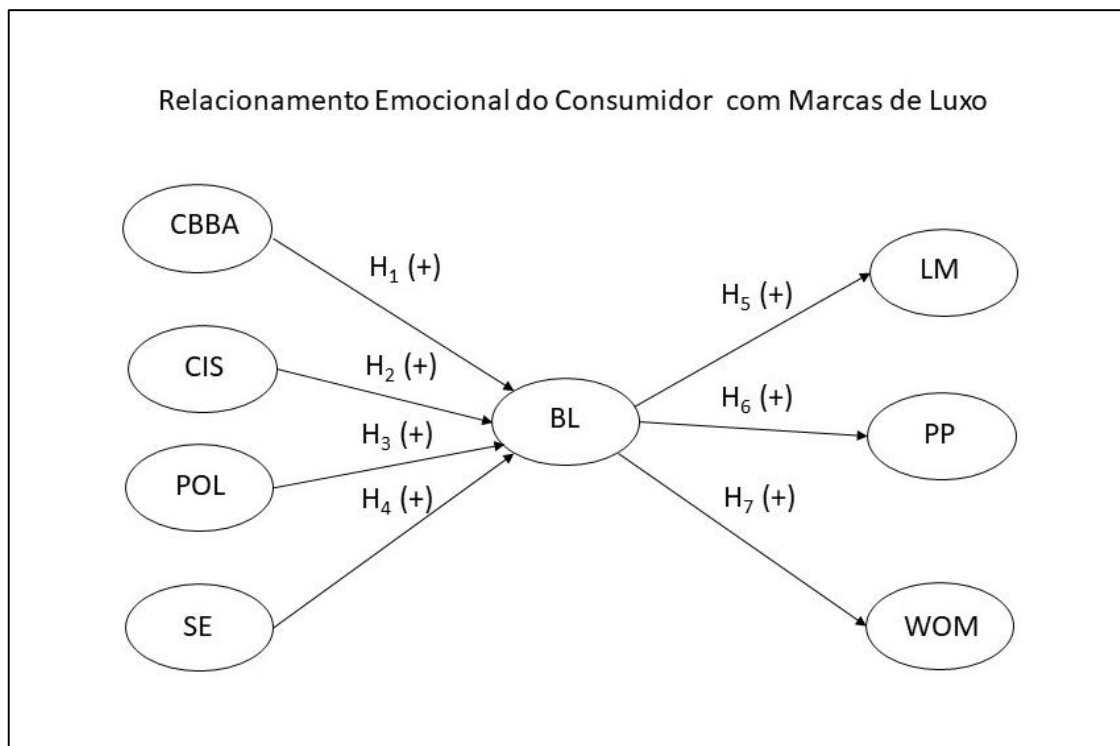 Relacionamento Emocional do Consumidor com Marcas de Luxo
CBBA
H₁ (+)
CIS
H₂ (+)
POL
H₃ (+)
SE
H₄ (+)
BL
H₅ (+)
LM
H₆ (+)
PP
H₇ (+)
WOM